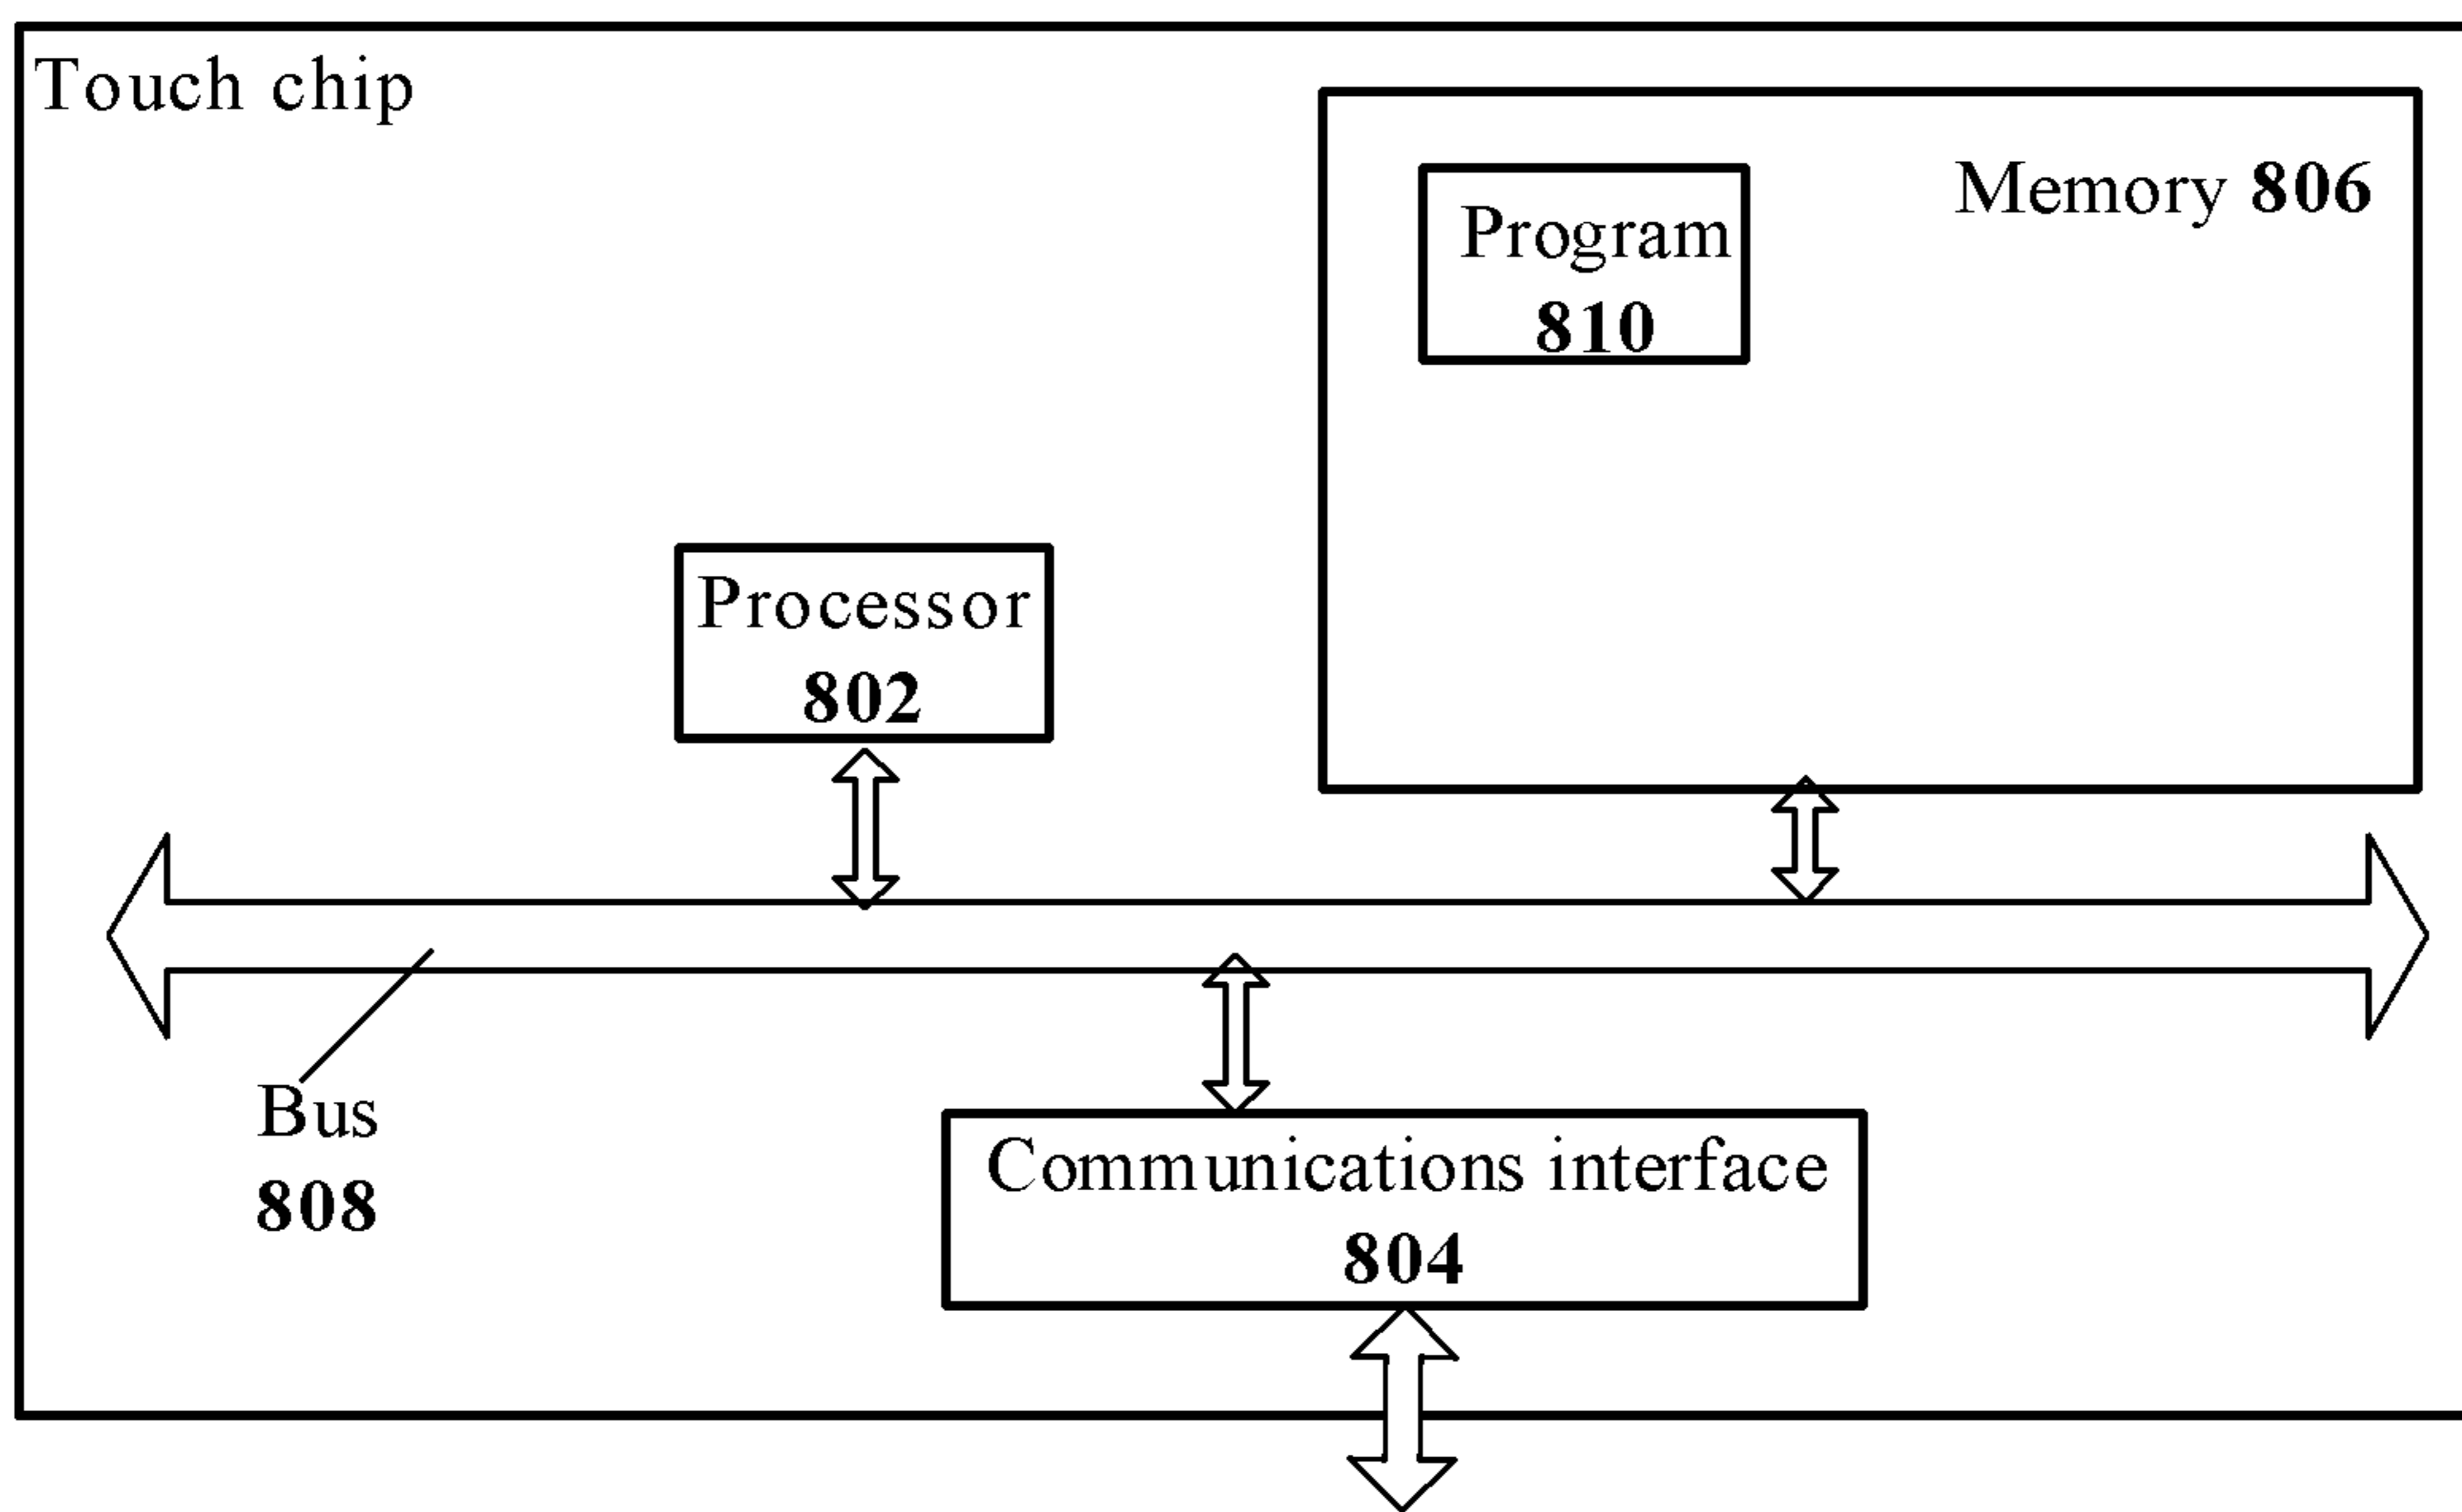 Touch chip
Memory 806
Program
810
Processor
802
Bus
808
Communications interface
804